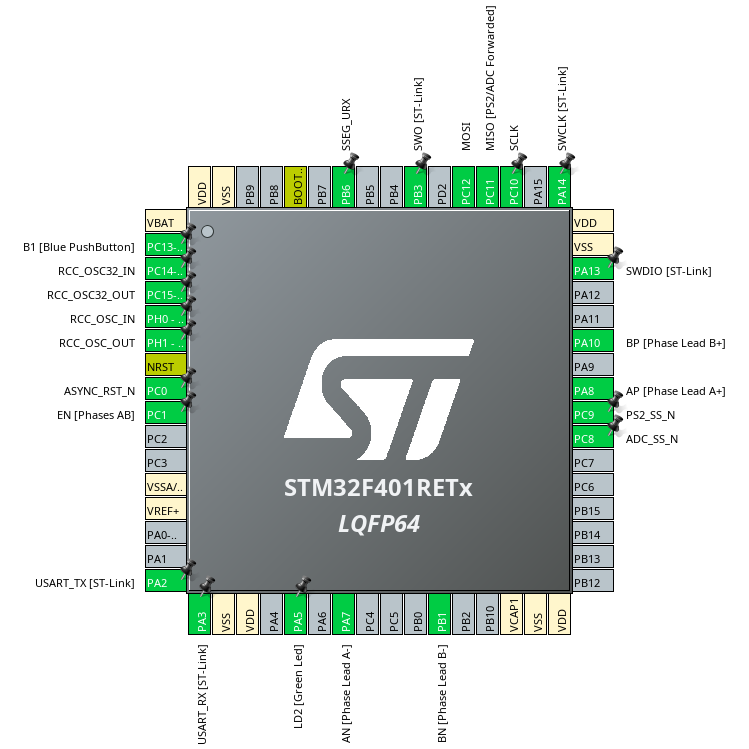 SSEG_URX
SWO [ST-Link]
MOSI
MISO [PS2/ADC Forwarded]
SCLK
SWCLK [ST-Link]
VDD
VSS
PB9
PB8
BOOT..
PB7
PB6
PB5
PB4
PB3
PD2
PC12
PC11
PC10
PA15
PA14
VBAT
B1 [Blue PushButton] PC13-..
RCC_OSC32_IN PC14-..
RCC_OSC32_OUT PC15-..
RCC_OSC_IN PH0 - ..
RCC_OSC_OUT PH1 - ..
NRST
ASYNC_RST_N PC0
EN [Phases AB] PC1
PC2
PC3
VSSA/..
VREF+
PA0-..
PA1
USART_TX [ST-Link] PA2
ST
STM32F401RETx
LQFP64
VDD
VSS
PA13 SWDIO [ST-Link]
PA12
PA11
PA10 BP [Phase Lead B+]
PA9
PA8 AP [Phase Lead A+]
PC9 PS2_SS_N
PC8 ADC_SS_N
PC7
PC6
PB15
PB14
PB13
PB12
PA3
VSS
VDD
PA4
PA5
PA6
PA7
PC4
PC5
PB0
PB1
PB2
PB10
VCAP1
VSS
VDD
USART_RX [ST-Link]
LD2 [Green Led]
AN [Phase Lead A-]
BN [Phase Lead B-]